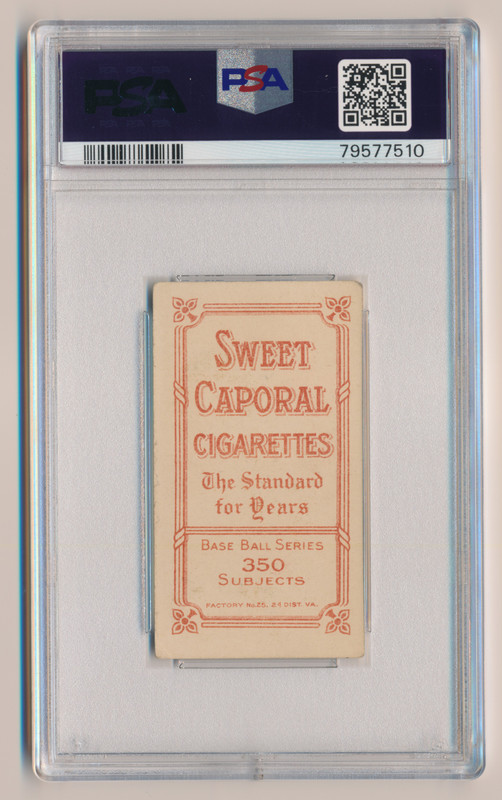 PSA
PSA
79577510
SWEET
CAPORAL
CIGARETTES
The Standard
for Years
BASE BALL SERIES
350
SUBJECTS
FACTORY No. 25, 2d DIST. VA.